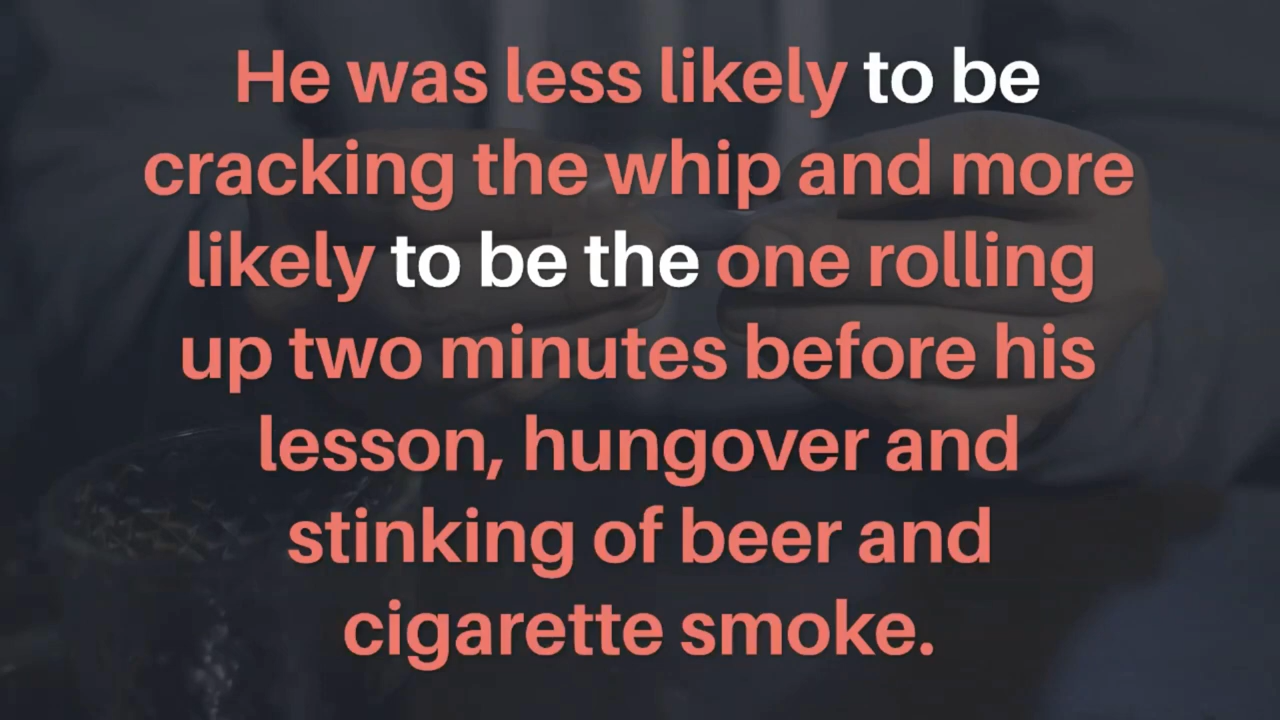 He was less likely to be
cracking the whip and more
likely to be the one rolling
up two minutes before his
lesson, hungover and
stinking of beer and
cigarette smoke.